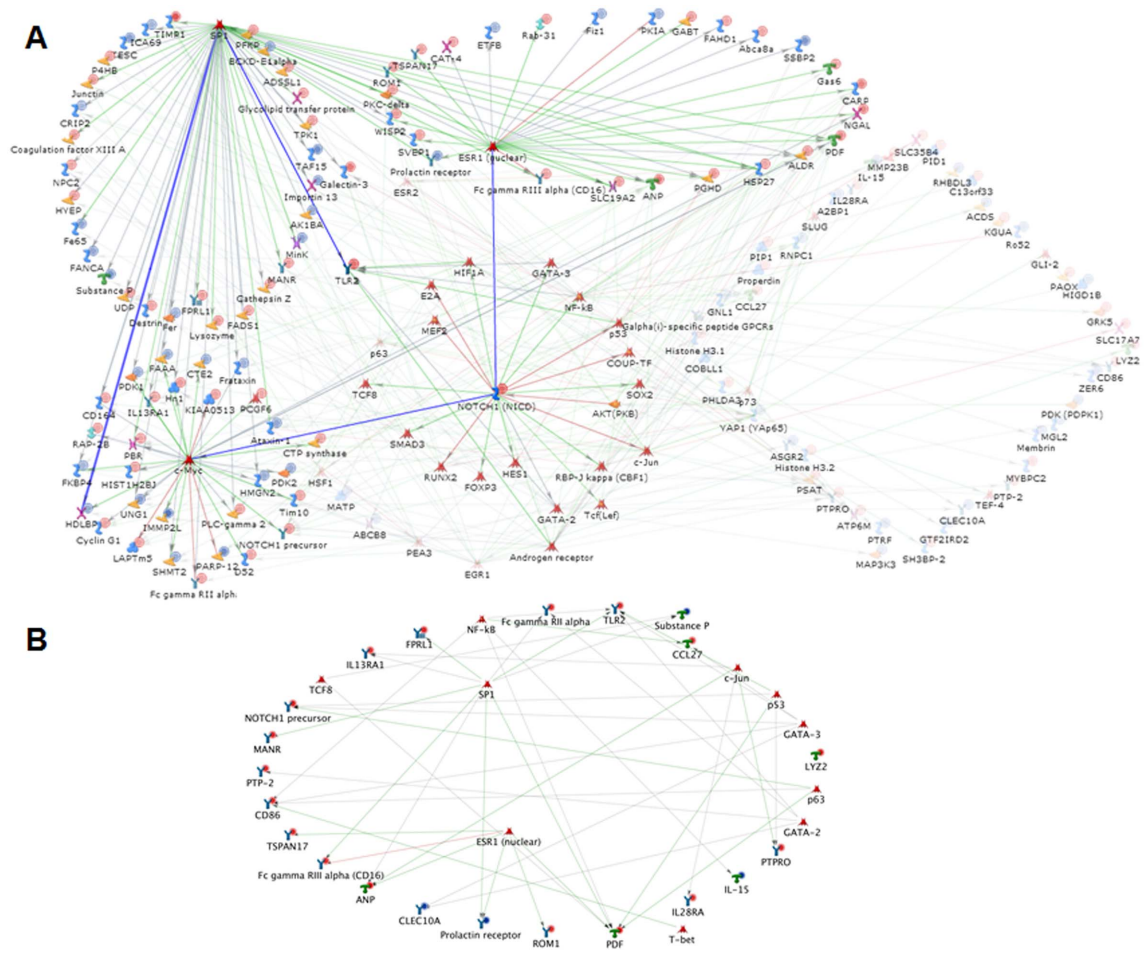 A
TIMR1
ICA69
TESC
P4HB
Junctin
CRIP2
Coagulation factor XIII A
NPC2
HYEP
Fe65
FANCA
Substance P
UDP
SP1
PFKP
BCKD-E1alpha
ADSSL1
Glycolipid transfer protein
TPK1
TAF15
Galectin-3
Importin 13
AK1BA
MinK
MANR
Cathepsin Z
FADS1
Lysozyme
FPRL1
Fer
Destrin
TSPAN17
CATr4
ROM1
PKC-delta
WISP2
SVEP1
Prolactin receptor
ESR2
ETFB
Rab-31
Fiz1
PKIA
GABT
FAHD1
Abca8a
SSBP2
Gas6
CARP
NGAL
PDF
ALDR
HSP27
PGHD
ANP
SLC19A2
Fc gamma RIII alpha (CD16)
ESR1 (nuclear)
SLC35B4
PID1
MMP23B
IL-15
RHBDL3
C13orf33
IL28RA
A2BP1
ACDS
SLUG
KGUA
Ro52
RNPC1
PIP1
GLI-2
Properdin
PAOX
HIGD1B
CCL27
GNL1
GRK5
SLC17A7
LYZ2
CD86
ZER6
PDK (PDPK1)
MGL2
Membrin
MYBPC2
PTP-2
TEF-4
CLEC10A
GTF2IRD2
SH3BP-2
MAP3K3
PTRF
ATP6M
PTPRO
PSAT
Histone H3.2
ASGR2
YAP1 (YAp65)
p73
PHLDA3
COBLL1
Histone H3.1
TLR2
HIF1A
GATA-3
E2A
NF-kB
MEF2
p53
Galpha(i)-specific peptide GPCRs
p63
COUP-TF
TCF8
SOX2
NOTCH1 (NICD)
AKT(PKB)
SMAD3
c-Jun
RUNX2
FOXP3
HES1
RBP-J kappa (CBF1)
GATA-2
Tcf(Lef)
Androgen receptor
EGR1
PEA3
ABCB8
MATP
HSF1
FAAA
CTE2
Frataxin
PDK1
Hn1
IL13RA1
KIAA0513
PCGF6
CD164
RAP-2B
PBR
Ataxin-1
CTP synthase
c-Myc
FKBP4
HIST1H2BJ
HMGN2
PDK2
Tim10
HDLBP
UNG1
IMMP2L
PLC-gamma 2
Cyclin G1
NOTCH1 precursor
LAPTm5
SHMT2
PARP-12
D52
Fc gamma RII alph
B
NF-kB
Fc gamma RII alpha
TLR2
Substance P
FPRL1
CCL27
IL13RA1
c-Jun
TCF8
SP1
p53
NOTCH1 precursor
GATA-3
MANR
LYZ2
PTP-2
p63
CD86
GATA-2
TSPAN17
ESR1 (nuclear)
PTPRO
Fc gamma RIII alpha (CD16)
ANP
IL-15
CLEC10A
IL28RA
Prolactin receptor
ROM1
PDF
T-bet